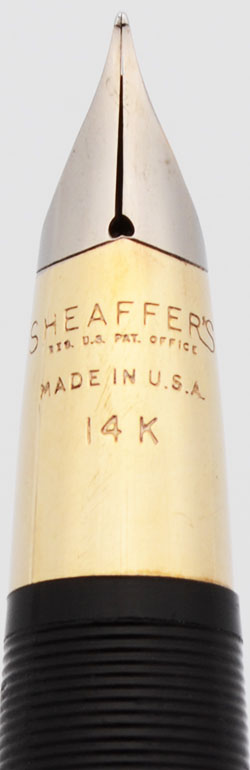 SHEAFFER'S
REG. U.S. PAT. OFFICE
MADE IN U.S.A.
14K